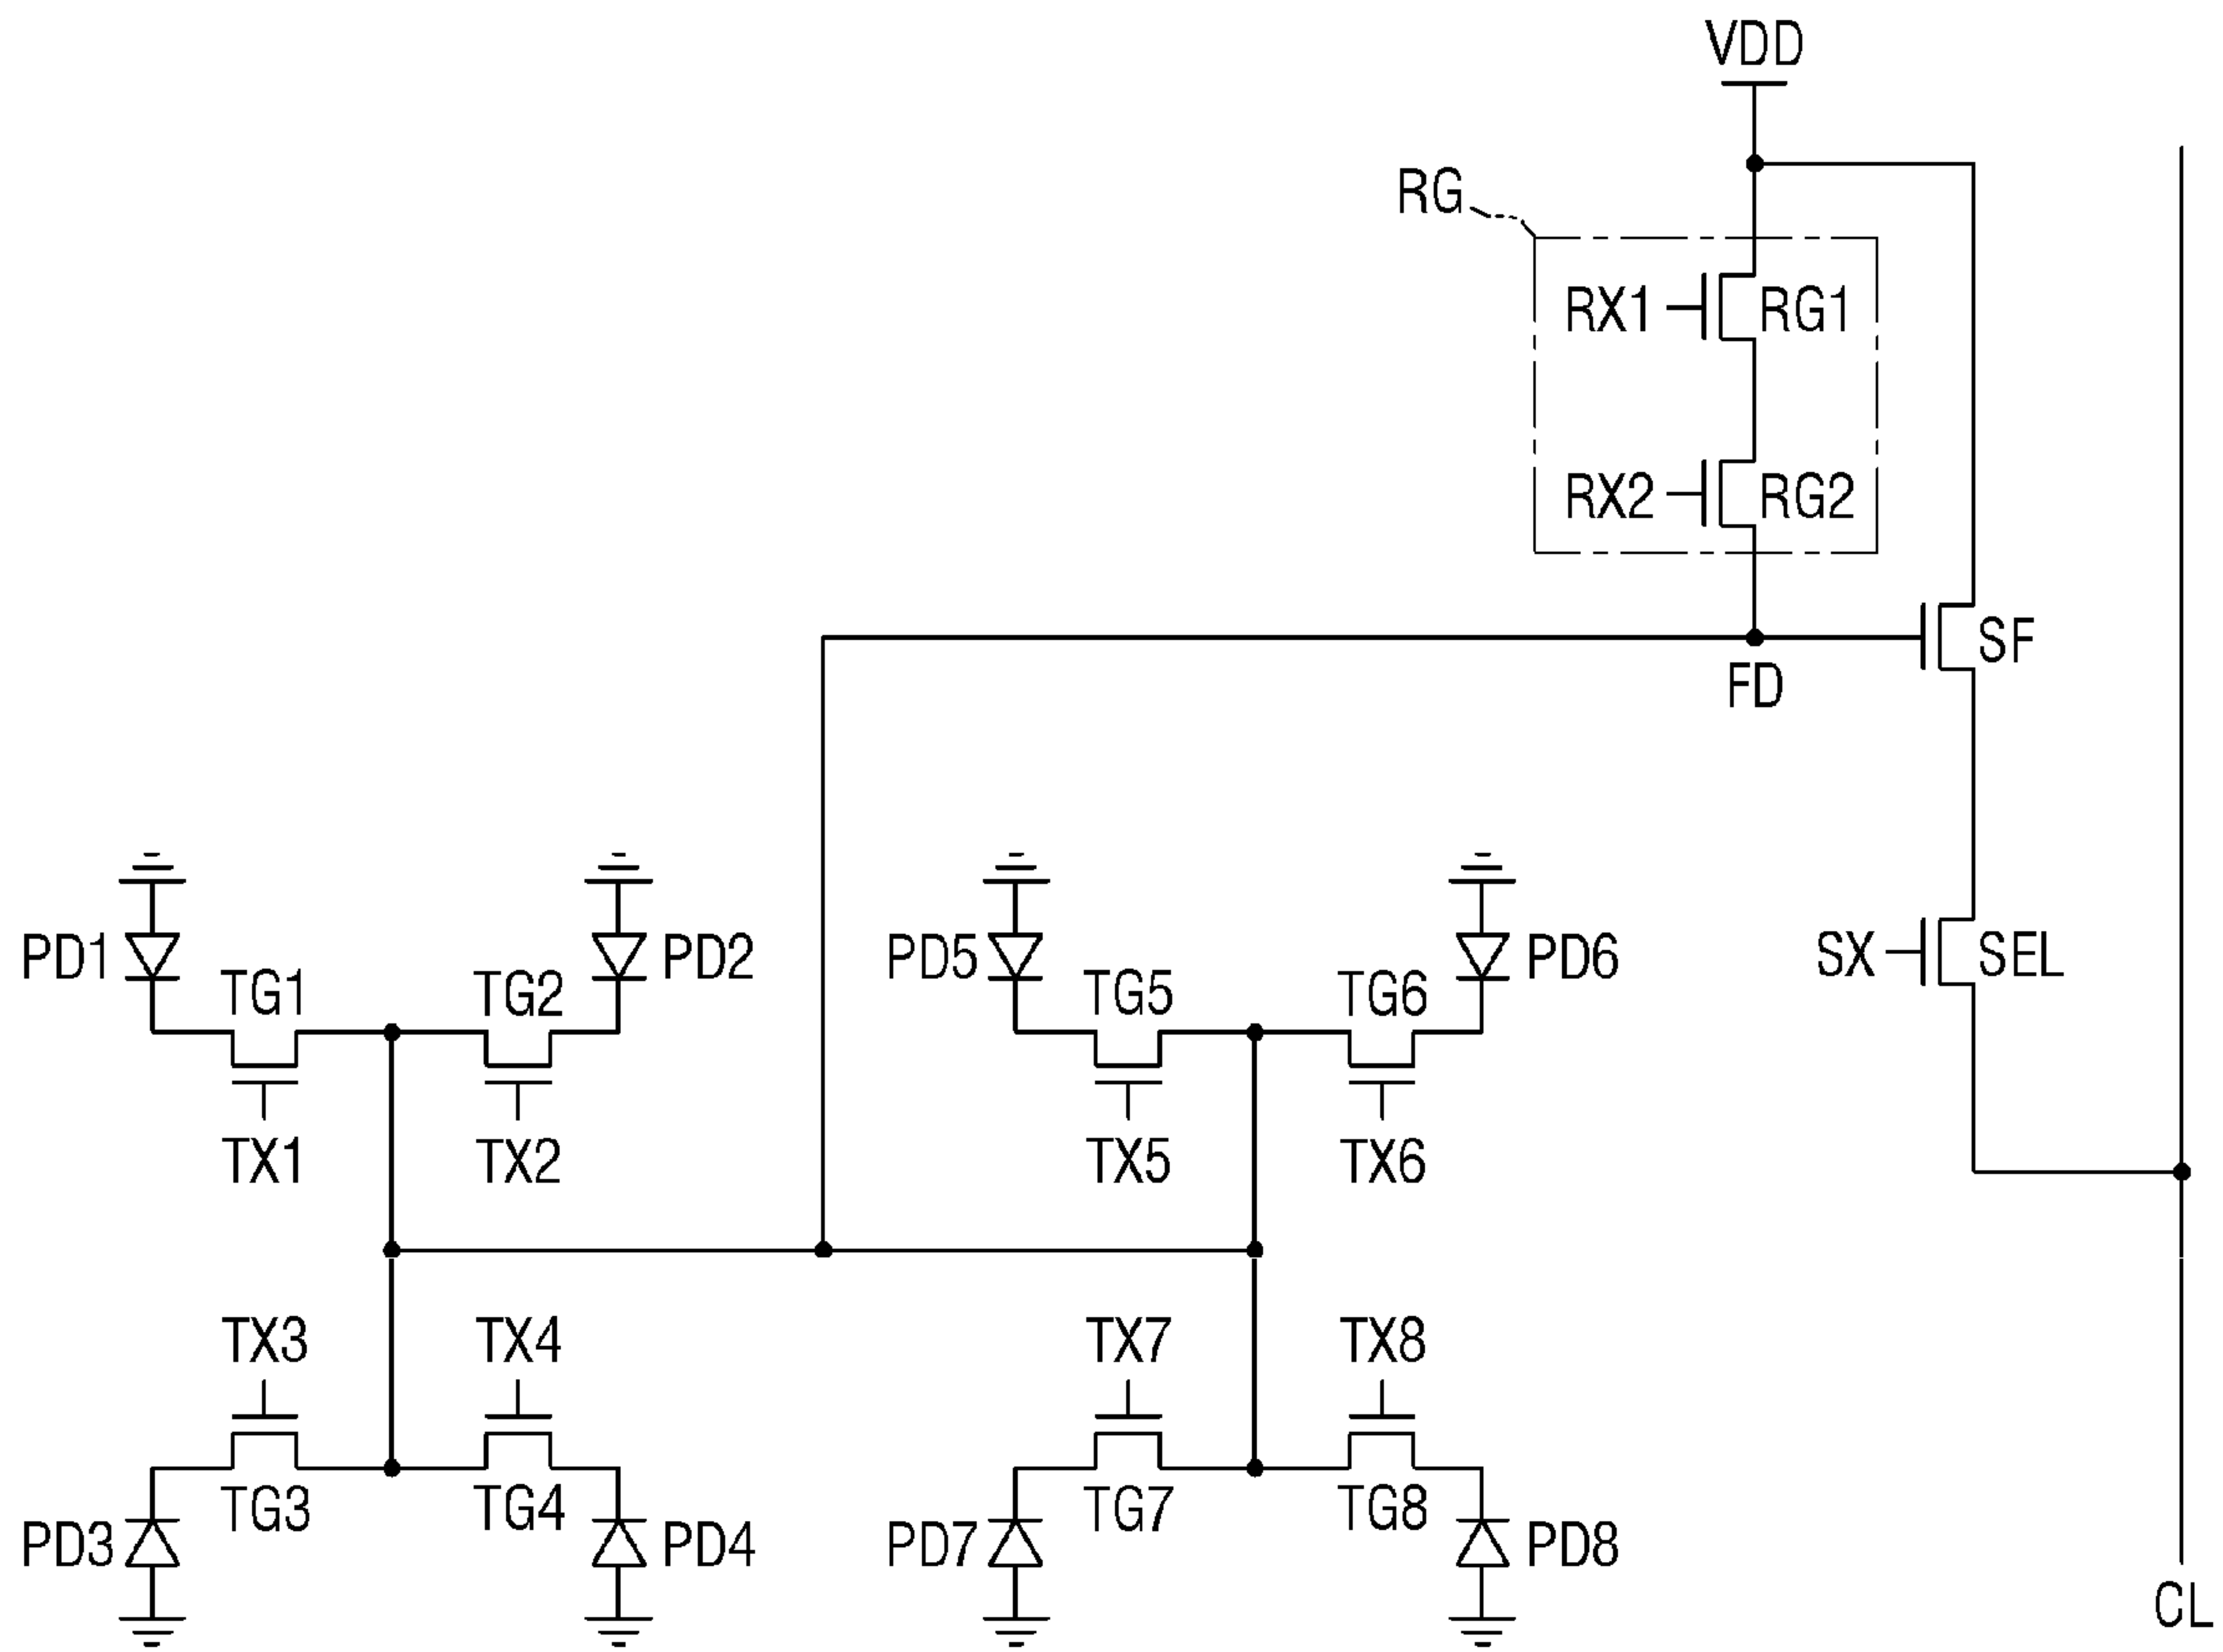 VDD
RG
RX1 RG1
RX2 RG2
SF
FD
PD1 TG1 TG2 PD2 PD5 TG5 TG6 PD6 SX SEL
TX1 TX2 TX5 TX6
TX3 TX4 TX7 TX8
PD3 TG3 TG4 PD4 PD7 TG7 TG8 PD8
CL